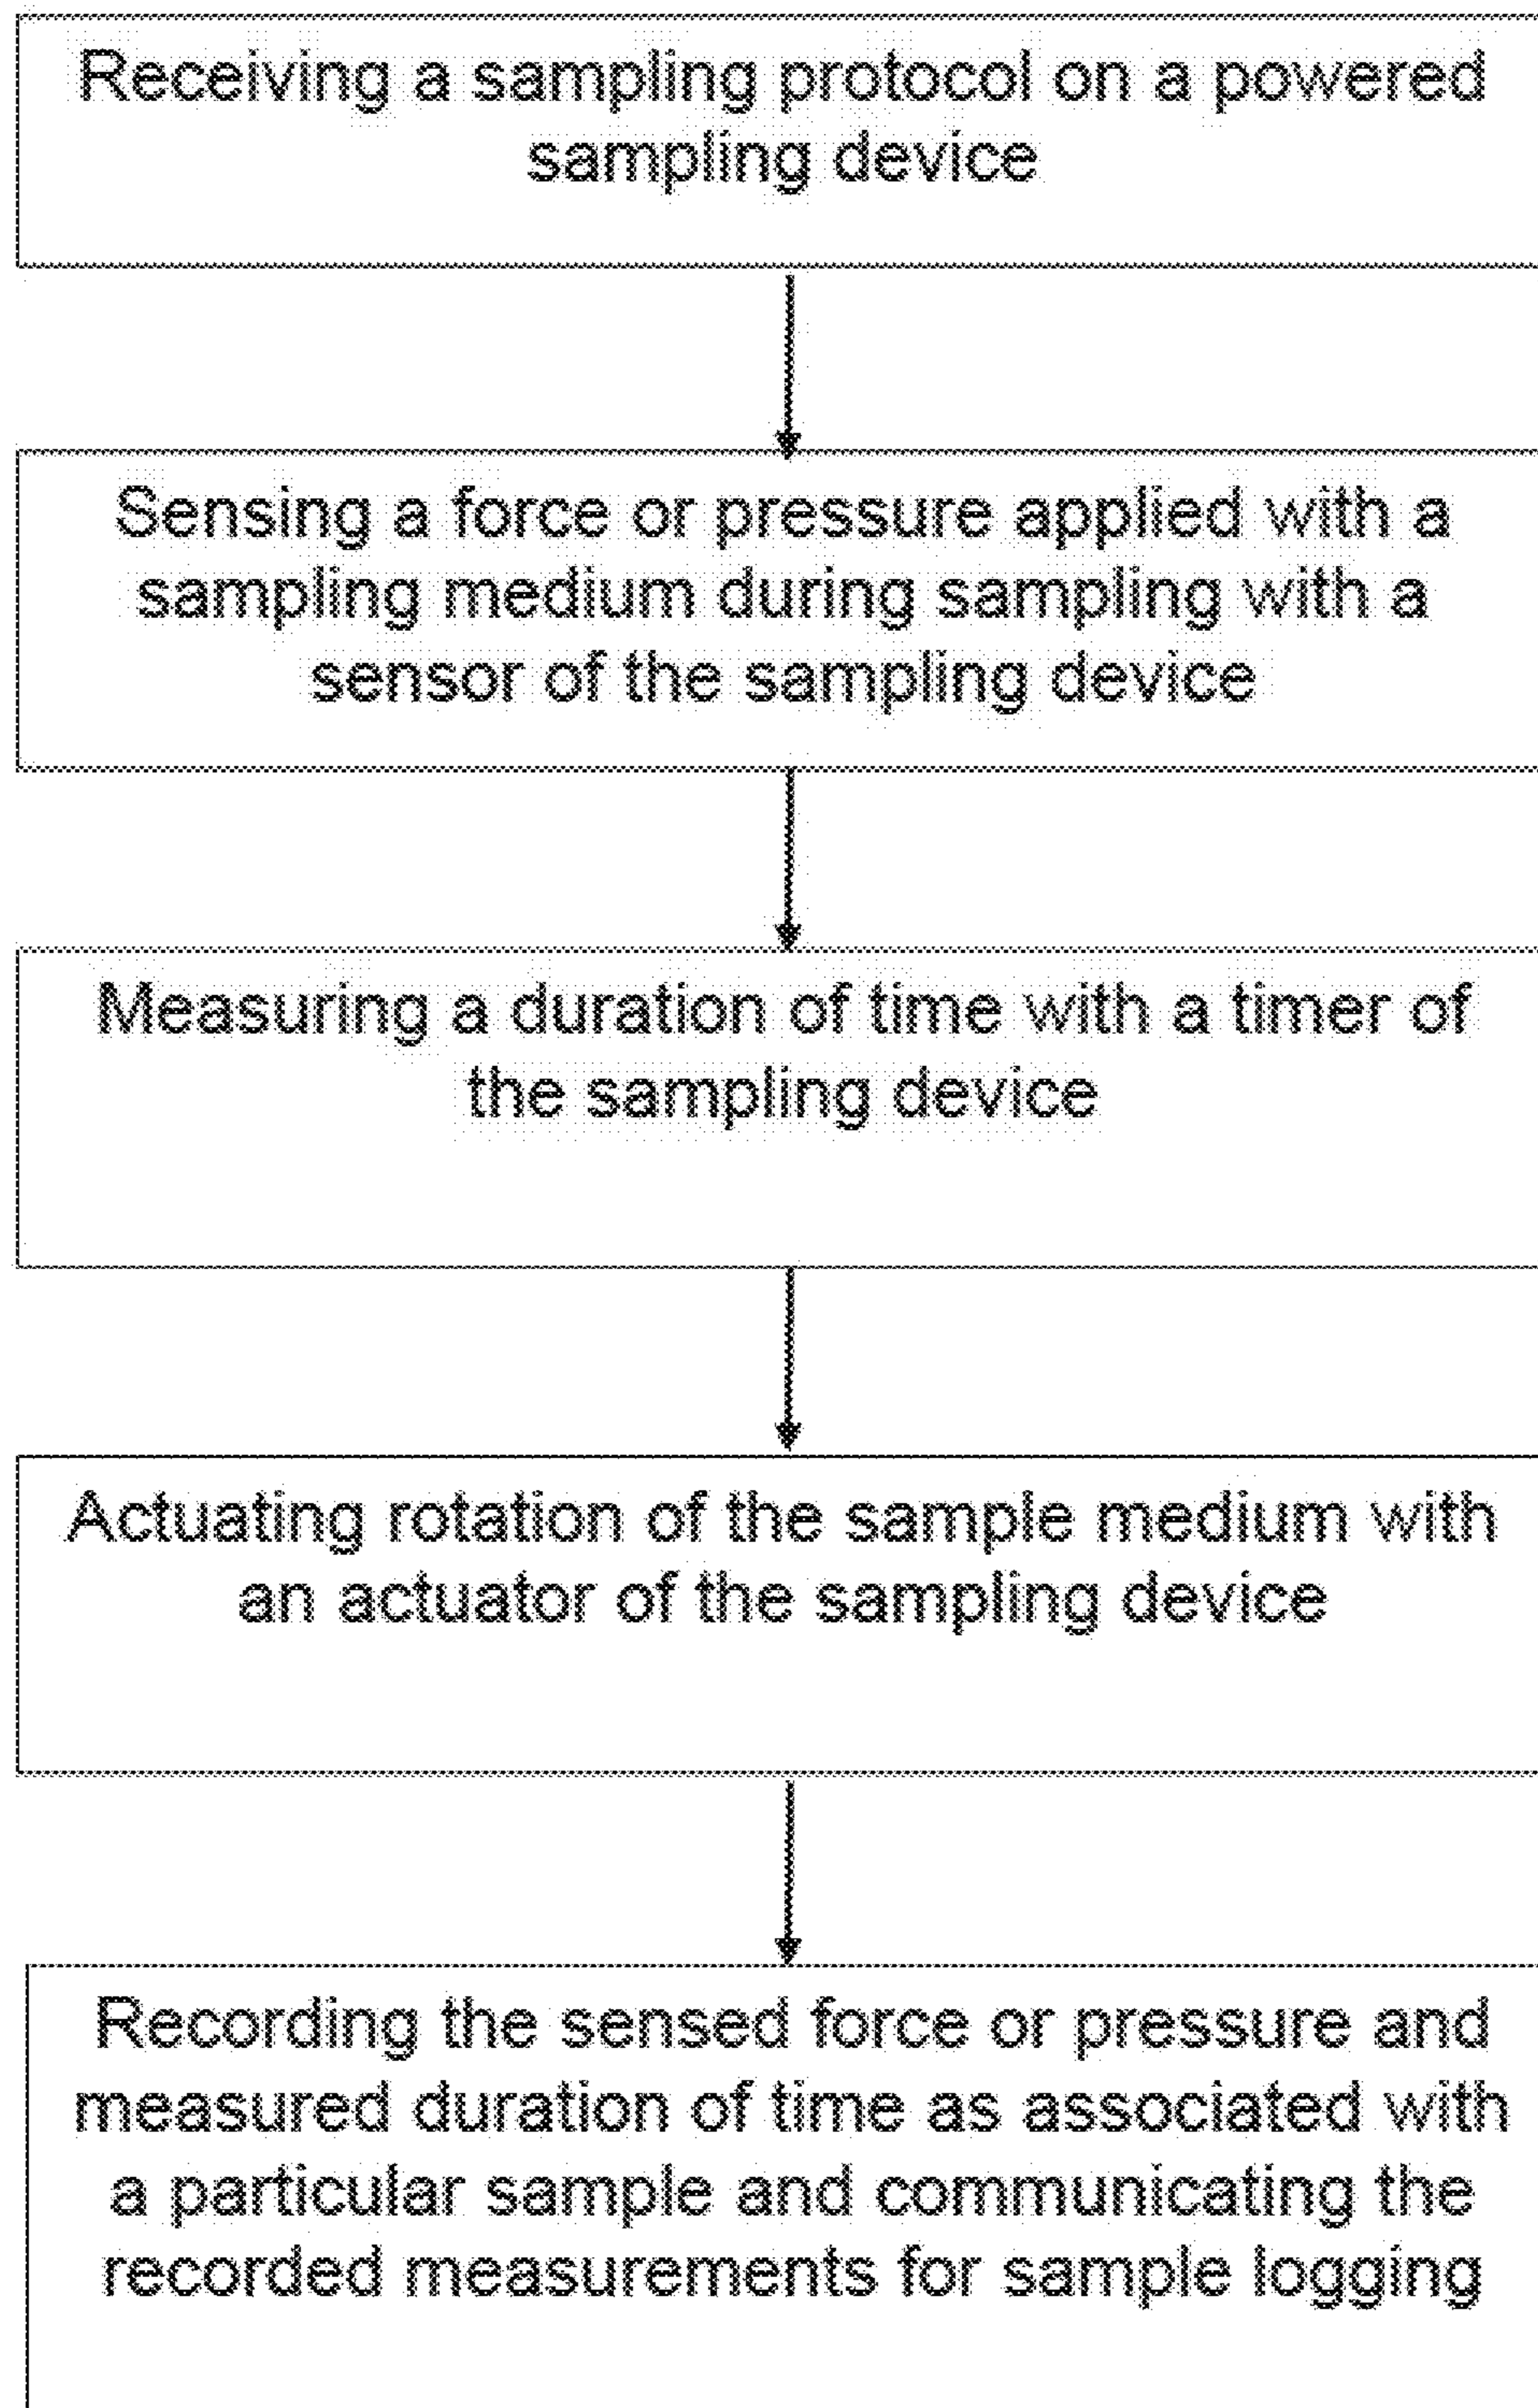 Receiving a sampling protocol on a powered
sampling device
Sensing a force or pressure applied with a
sampling medium during sampling with a
sensor of the sampling device
Measuring a duration of time with a timer of
the sampling device
Actuating rotation of the sample medium with
an actuator of the sampling device
Recording the sensed force or pressure and
measured duration of time as associated with
a particular sample and communicating the
recorded measurements for sample logging